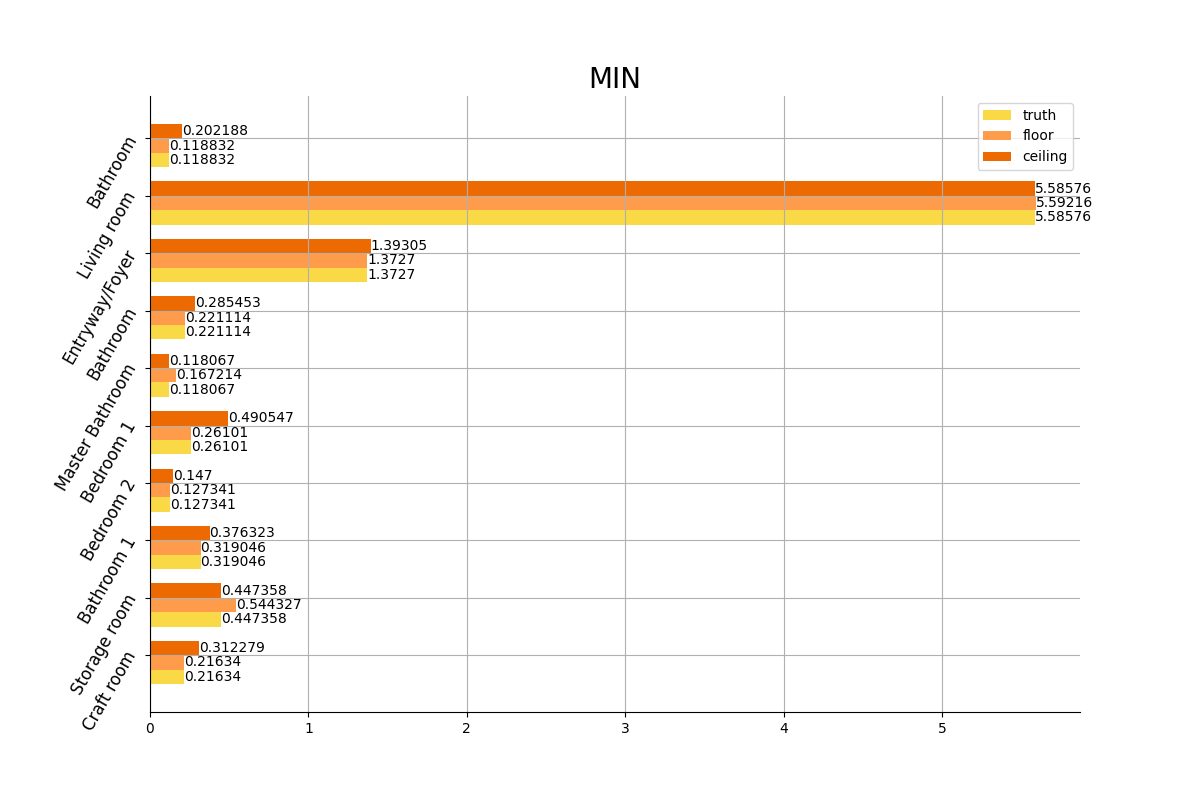 MIN
truth
floor
ceiling
Bathroom
0.202188
0.118832
0.118832
Living room
5.58576
5.59216
5.58576
Entryway/Foyer
1.39305
1.3727
1.3727
Bathroom
0.285453
0.221114
0.221114
Master Bathroom
0.118067
0.167214
0.118067
Bedroom 1
0.490547
0.26101
0.26101
Bedroom 2
0.147
0.127341
0.127341
Bathroom 1
0.376323
0.319046
0.319046
Storage room
0.447358
0.544327
0.447358
Craft room
0.312279
0.21634
0.21634
0 1 2 3 4 5